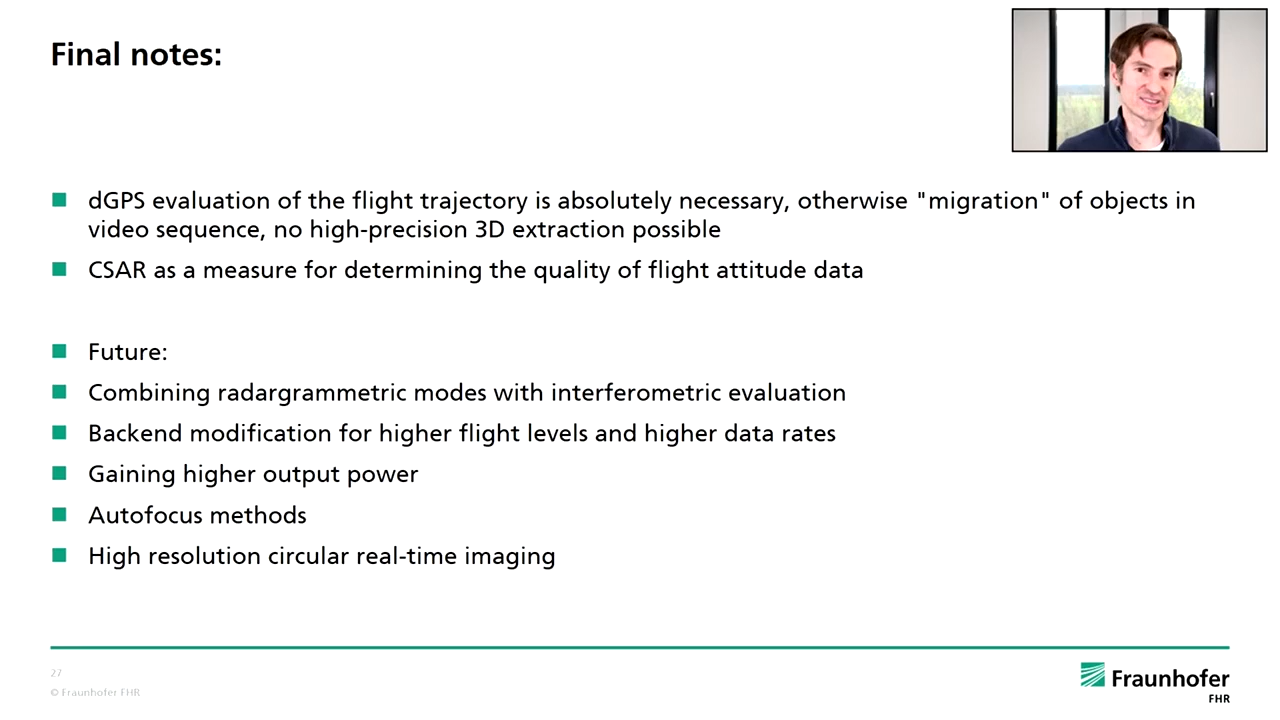 Final notes:
dGPS evaluation of the flight trajectory is absolutely necessary, otherwise "migration" of objects in
video sequence, no high-precision 3D extraction possible
CSAR as a measure for determining the quality of flight attitude data
Future:
Combining radargrammetric modes with interferometric evaluation
Backend modification for higher flight levels and higher data rates
Gaining higher output power
Autofocus methods
High resolution circular real-time imaging
27
© Fraunhofer FHR
Fraunhofer
FHR